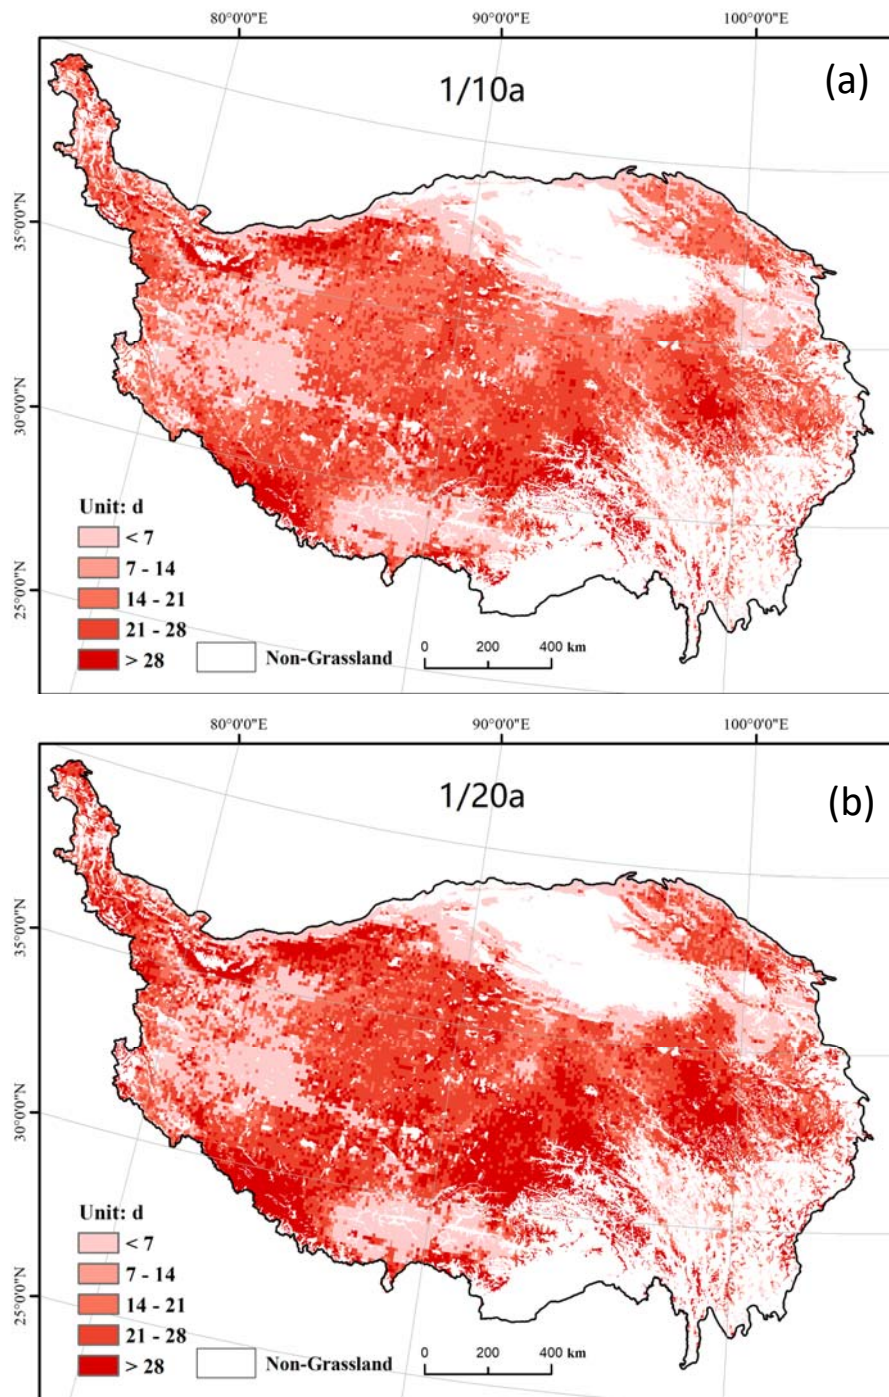 80°0'0"E 90°0'0"E 100°0'0"E
1/10a
(a)
35°0'0"N
30°0'0"N
25°0'0"N
Unit: d
< 7
7 - 14
14 - 21
21 - 28
> 28
Non-Grassland
0 200 400 km
80°0'0"E 90°0'0"E 100°0'0"E
1/20a
(b)
35°0'0"N
30°0'0"N
25°0'0"N
Unit: d
< 7
7 - 14
14 - 21
21 - 28
> 28
Non-Grassland
0 200 400 km